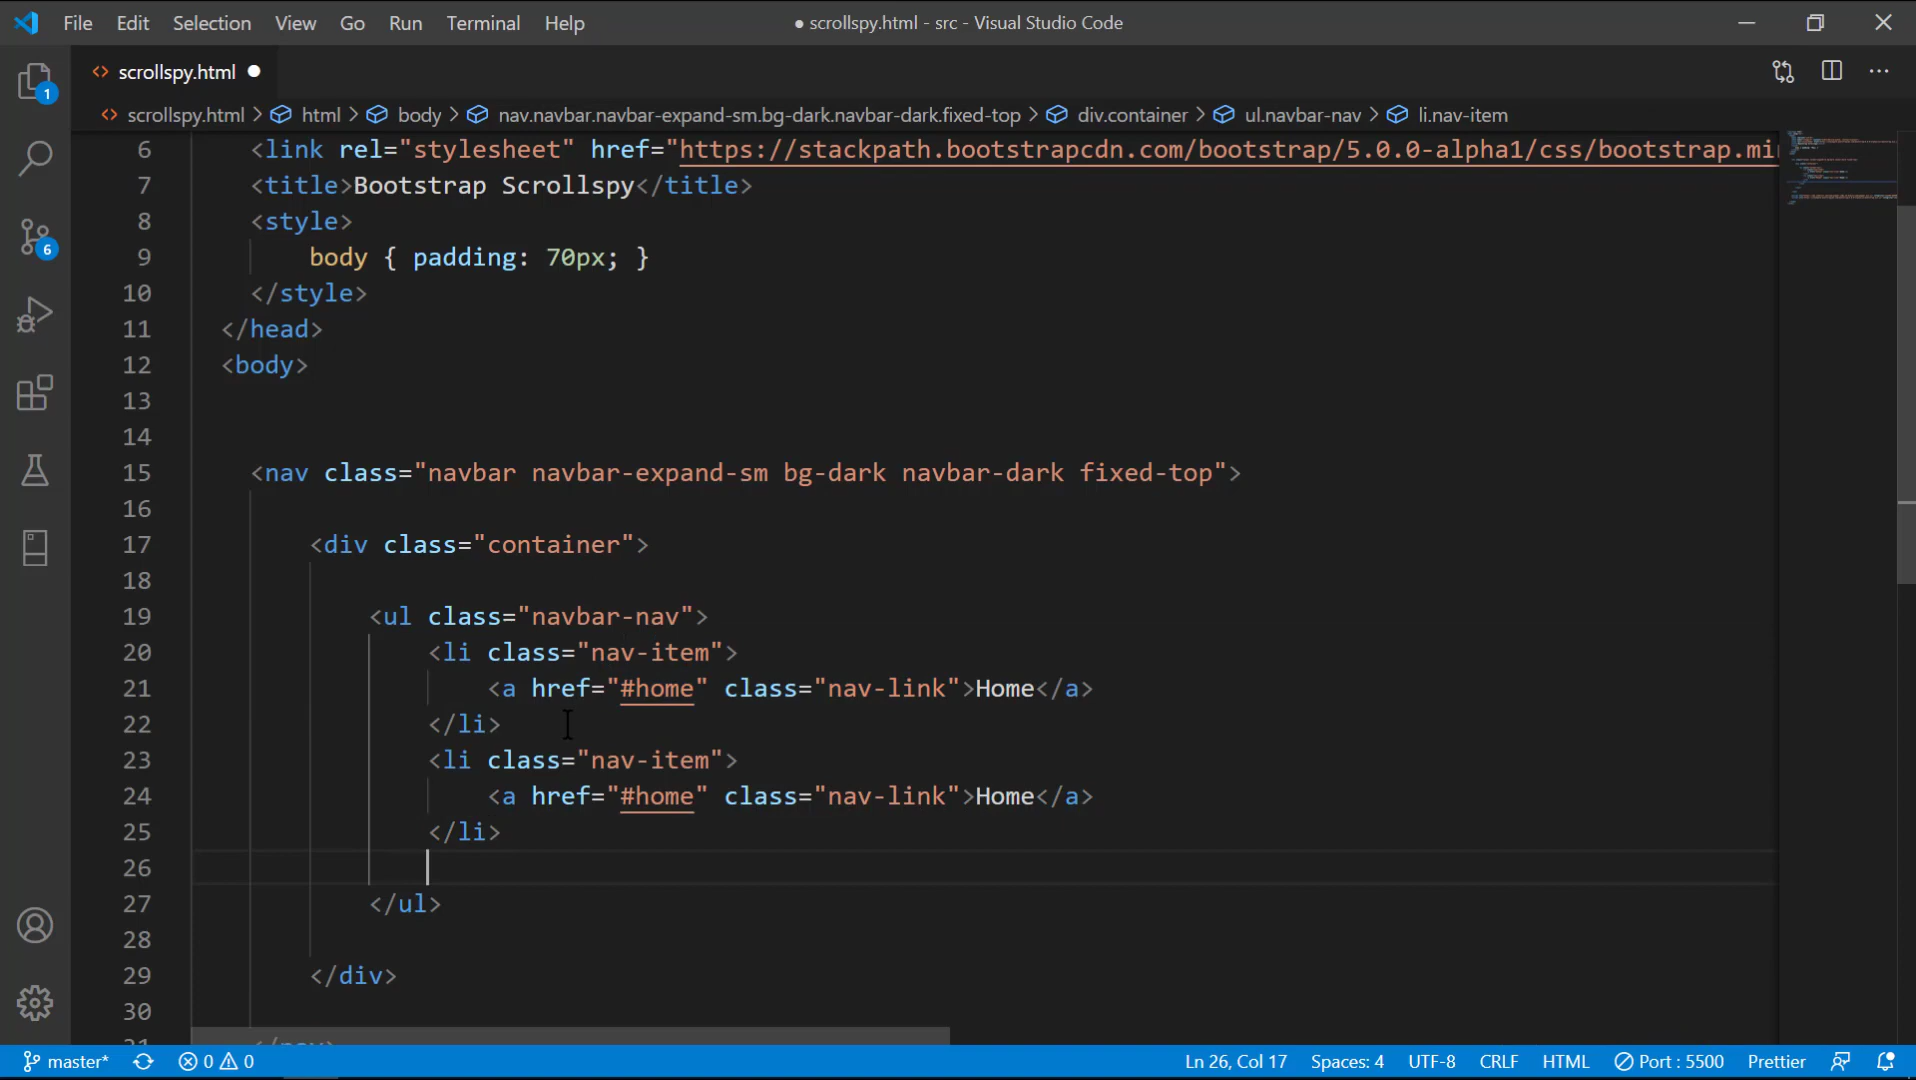 File Edit Selection View Go Run Terminal Help ● scrollspy.html - src - Visual Studio Code
<> scrollspy.html ●
<> scrollspy.html > html > body > nav.navbar.navbar-expand-sm.bg-dark.navbar-dark.fixed-top > div.container > ul.navbar-nav > li.nav-item
1
6
6 <link rel="stylesheet" href="https://stackpath.bootstrapcdn.com/bootstrap/5.0.0-alpha1/css/bootstrap.min
7 <title>Bootstrap Scrollspy</title>
8 <style>
9 body { padding: 70px; }
10 </style>
11 </head>
12 <body>
13
14
15 <nav class="navbar navbar-expand-sm bg-dark navbar-dark fixed-top">
16
17 <div class="container">
18
19 <ul class="navbar-nav">
20 <li class="nav-item">
21 <a href="#home" class="nav-link">Home</a>
22 </li>
23 <li class="nav-item">
24 <a href="#home" class="nav-link">Home</a>
25 </li>
26
27 </ul>
28
29 </div>
30
31 </nav>
master* 0 0 Ln 26, Col 17 Spaces: 4 UTF-8 CRLF HTML Port : 5500 Prettier